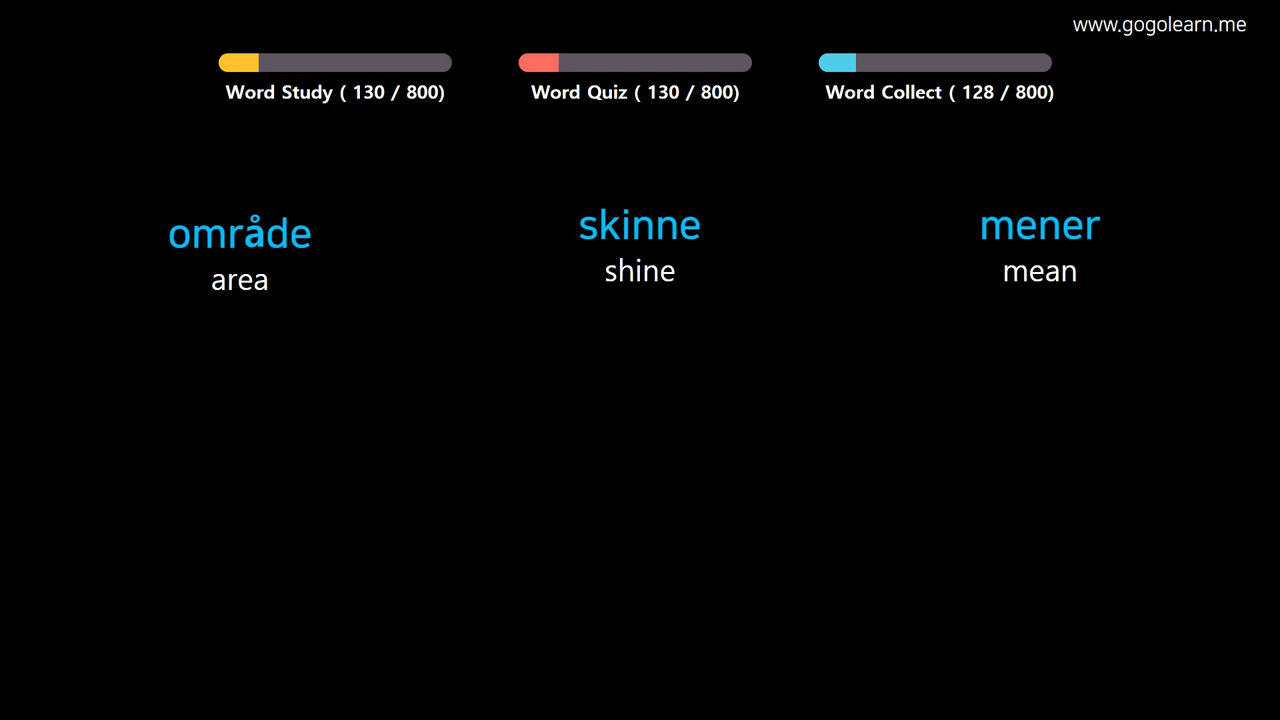 www.gogolearn.me
Word Study ( 130 / 800)
Word Quiz ( 130 / 800)
Word Collect ( 128 / 800)
område
area
skinne
shine
mener
mean